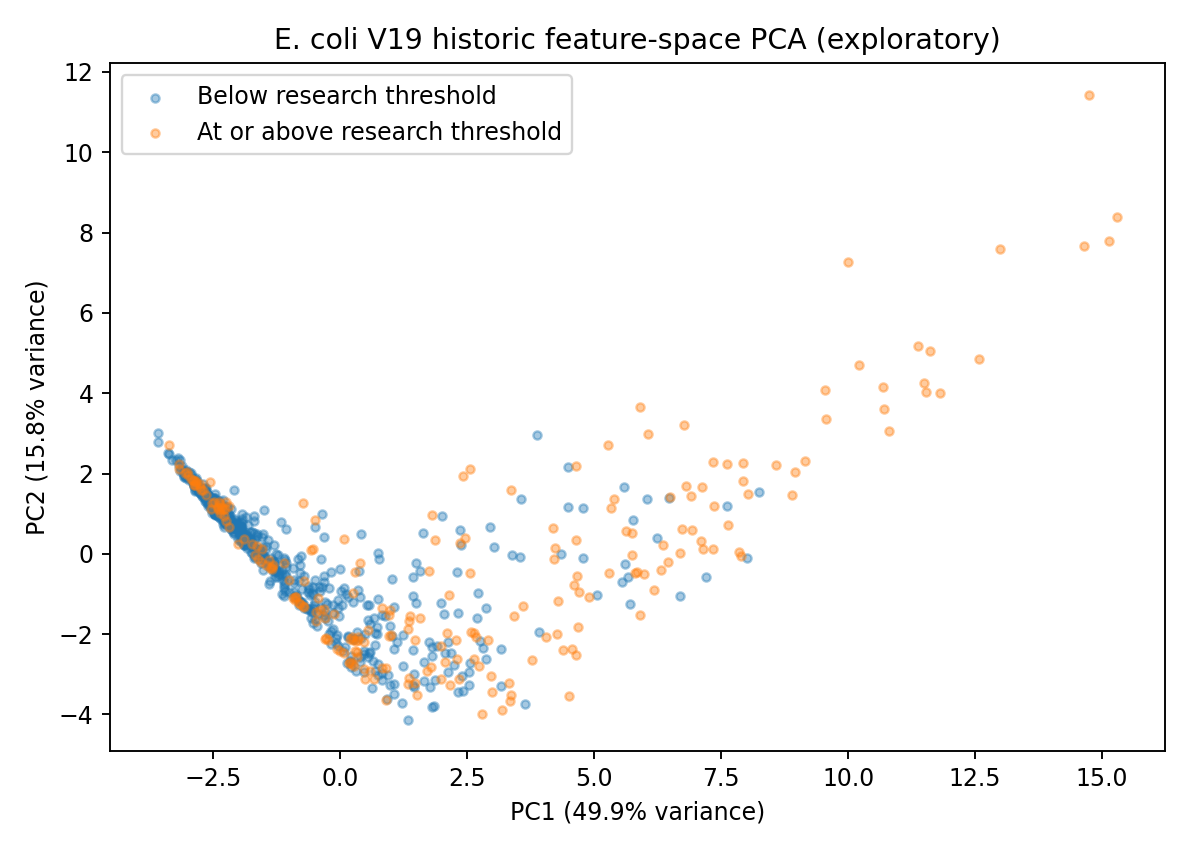 E. coli V19 historic feature-space PCA (exploratory)
Below research threshold
At or above research threshold
12
10
8
6
4
2
0
−2
−4
PC2 (15.8% variance)
−2.5 0.0 2.5 5.0 7.5 10.0 12.5 15.0
PC1 (49.9% variance)